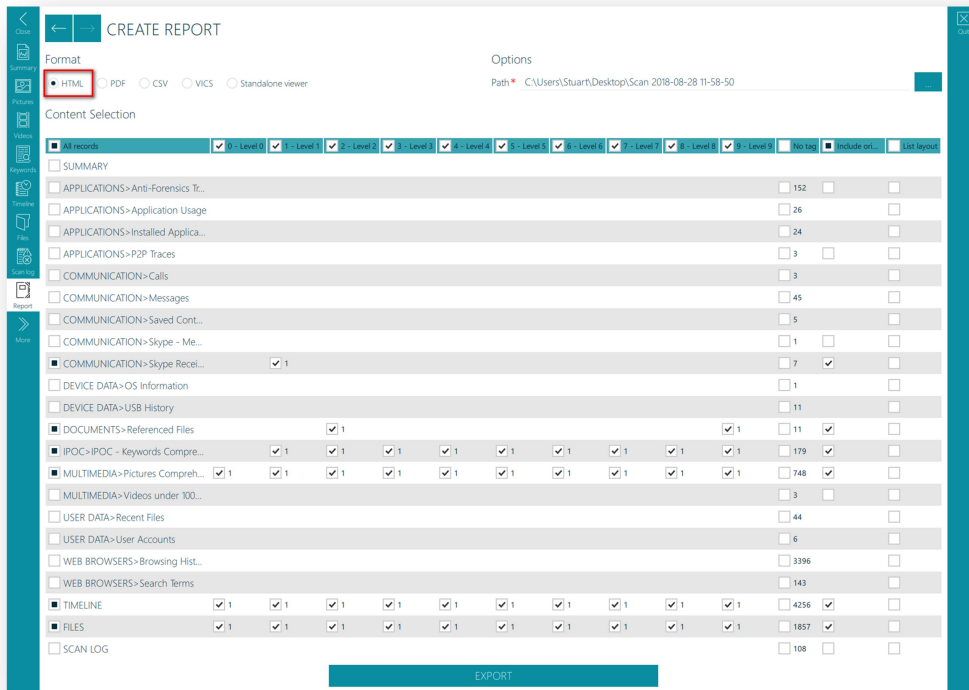 Close
Summary
Pictures
Videos
Keywords
Timeline
Files
Scan log
Report
More
Quit
CREATE REPORT
Format
HTML PDF CSV VICS Standalone viewer
Options
Path * C:\Users\Stuart\Desktop\Scan 2018-08-28 11-58-50 ...
Content Selection
All records 0 - Level 0 1 - Level 1 2 - Level 2 3 - Level 3 4 - Level 4 5 - Level 5 6 - Level 6 7 - Level 7 8 - Level 8 9 - Level 9 No tag Include ori... List layout
SUMMARY
APPLICATIONS>Anti-Forensics Tr... 152
APPLICATIONS>Application Usage 26
APPLICATIONS>Installed Applica... 24
APPLICATIONS>P2P Traces 3
COMMUNICATION>Calls 3
COMMUNICATION>Messages 45
COMMUNICATION>Saved Cont... 5
COMMUNICATION>Skype - Me... 1
COMMUNICATION>Skype Recei... 1 7
DEVICE DATA>OS Information 1
DEVICE DATA>USB History 11
DOCUMENTS>Referenced Files 1 1 11
IPOC>IPOC - Keywords Compre... 1 1 1 1 1 1 1 1 1 179
MULTIMEDIA>Pictures Compreh... 1 1 1 1 1 1 1 1 1 1 748
MULTIMEDIA>Videos under 100... 3
USER DATA>Recent Files 44
USER DATA>User Accounts 6
WEB BROWSERS>Browsing Hist... 3396
WEB BROWSERS>Search Terms 143
TIMELINE 1 1 1 1 1 1 1 1 1 1 4256
FILES 1 1 1 1 1 1 1 1 1 1 1857
SCAN LOG 108
EXPORT